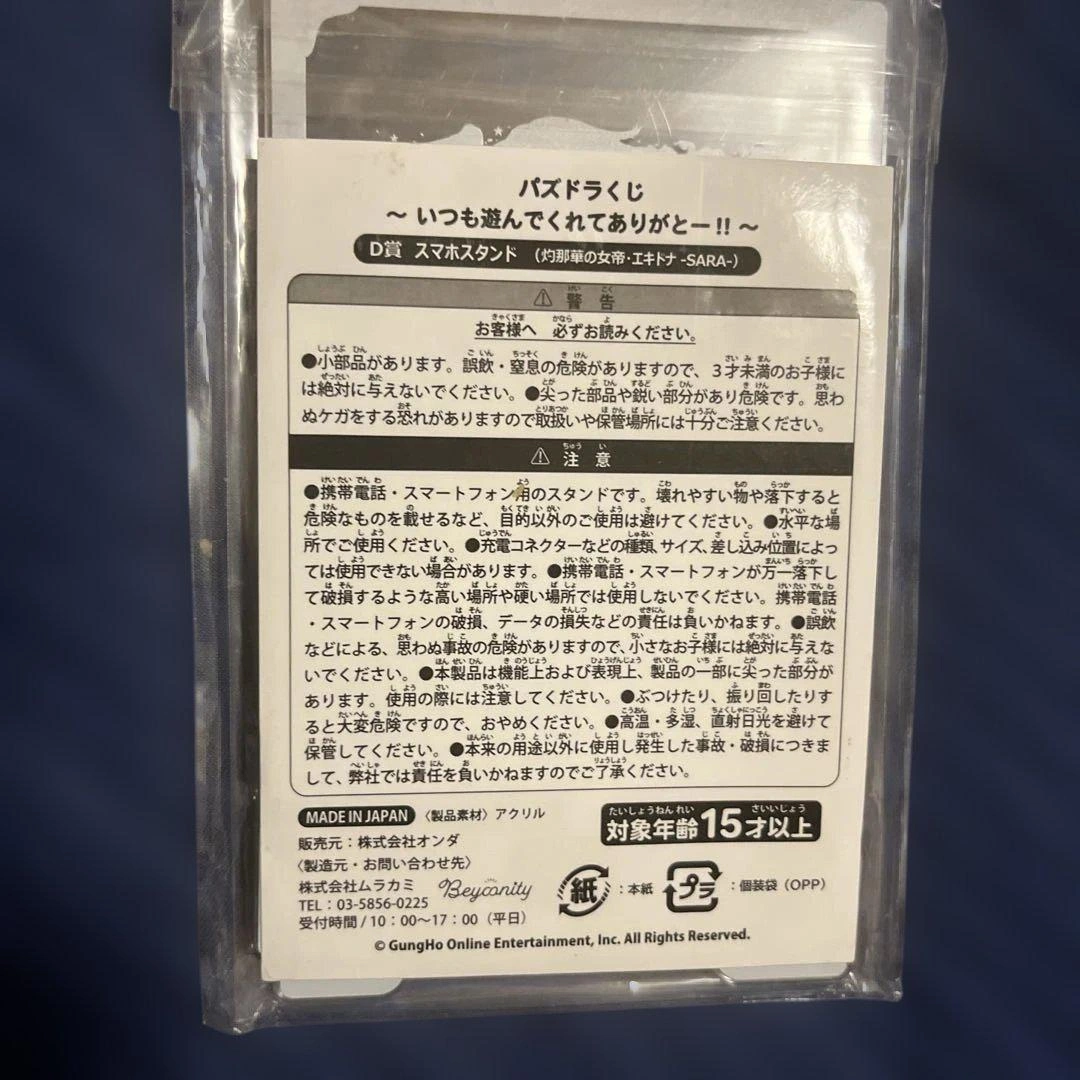 パズドラくじ
～ いつも遊んでくれてありがとー!! ～
D賞 スマホスタンド （灼那華の女帝・エキドナ -SARA-）
⚠ 警告
お客様へ 必ずお読みください。
●小部品があります。誤飲・窒息の危険がありますので、３才未満のお子様に
は絶対に与えないでください。●尖った部品や鋭い部分があり危険です。思わ
ぬケガをする恐れがありますので取扱いや保管場所には十分ご注意ください。
⚠ 注意
●携帯電話・スマートフォン用のスタンドです。壊れやすい物や落下すると
危険なものを載せるなど、目的以外のご使用は避けてください。●水平な場
所でご使用ください。●充電コネクターなどの種類、サイズ、差し込み位置によっ
ては使用できない場合があります。●携帯電話・スマートフォンが万一落下し
て破損するような高い場所や硬い場所では使用しないでください。携帯電話
・スマートフォンの破損、データの損失などの責任は負いかねます。●誤飲
などによる、思わぬ事故の危険がありますので、小さなお子様には絶対に与えな
いでください。●本製品は機能上および表現上、製品の一部に尖った部分が
あります。使用の際には注意してください。●ぶつけたり、振り回したりす
ると大変危険ですので、おやめください。●高温・多湿、直射日光を避けて
保管してください。●本来の用途以外に使用し発生した事故・破損につきま
して、弊社では責任を負いかねますのでご了承ください。
MADE IN JAPAN 〈製品素材〉アクリル
対象年齢15才以上
販売元：株式会社オンダ
〈製造元・お問い合わせ先〉
株式会社ムラカミ Beyconity
TEL：03-5856-0225
受付時間 / 10：00～17：00（平日）
紙 ：本紙 プラ ：個装袋（OPP）
© GungHo Online Entertainment, Inc. All Rights Reserved.